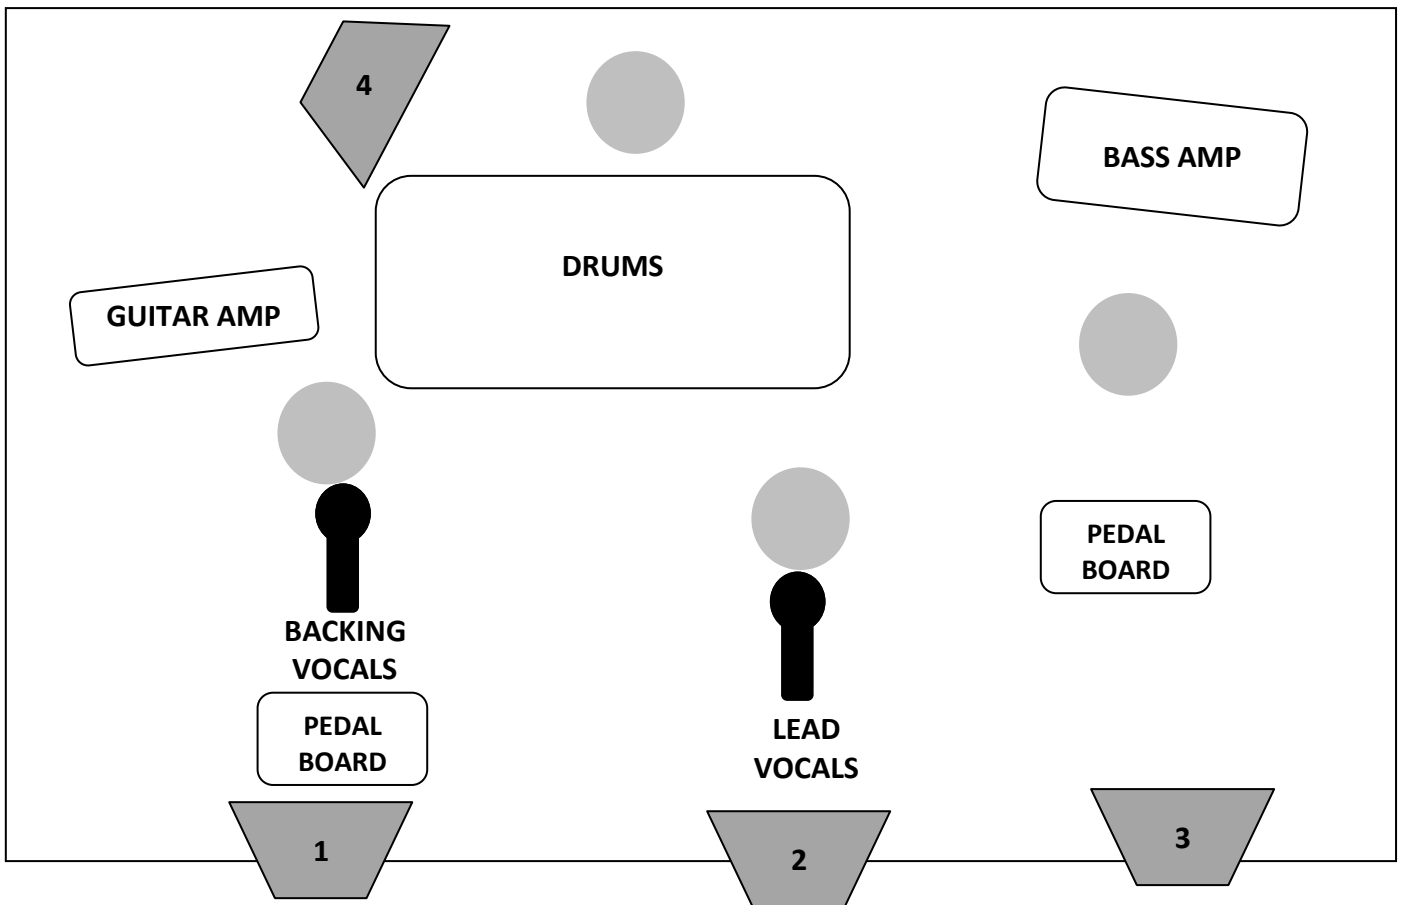 4
BASS AMP
DRUMS
GUITAR AMP
PEDAL
BOARD
BACKING
VOCALS
PEDAL
BOARD
LEAD
VOCALS
1
2
3